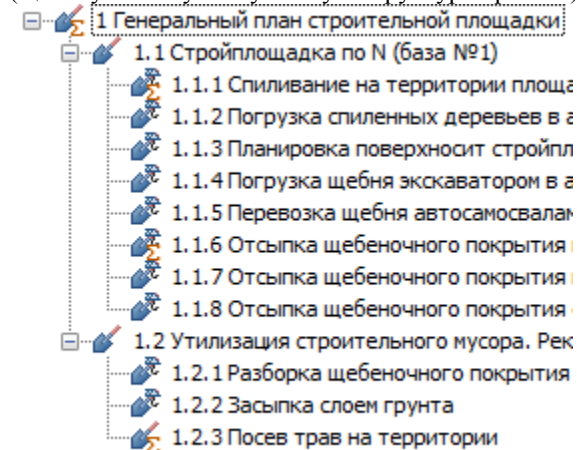 1 Генеральный план строительной площадки
1.1 Стройплощадка по N (база №1)
1.1.1 Спиливание на территории площа
1.1.2 Погрузка спиленных деревьев в а
1.1.3 Планировка поверхносит стройпл
1.1.4 Погрузка щебня экскаватором в а
1.1.5 Перевозка щебня автосамосвалам
1.1.6 Отсыпка щебеночного покрытия
1.1.7 Отсыпка щебеночного покрытия
1.1.8 Отсыпка щебеночного покрытия
1.2 Утилизация строительного мусора. Рек
1.2.1 Разборка щебеночного покрытия
1.2.2 Засыпка слоем грунта
1.2.3 Посев трав на территории